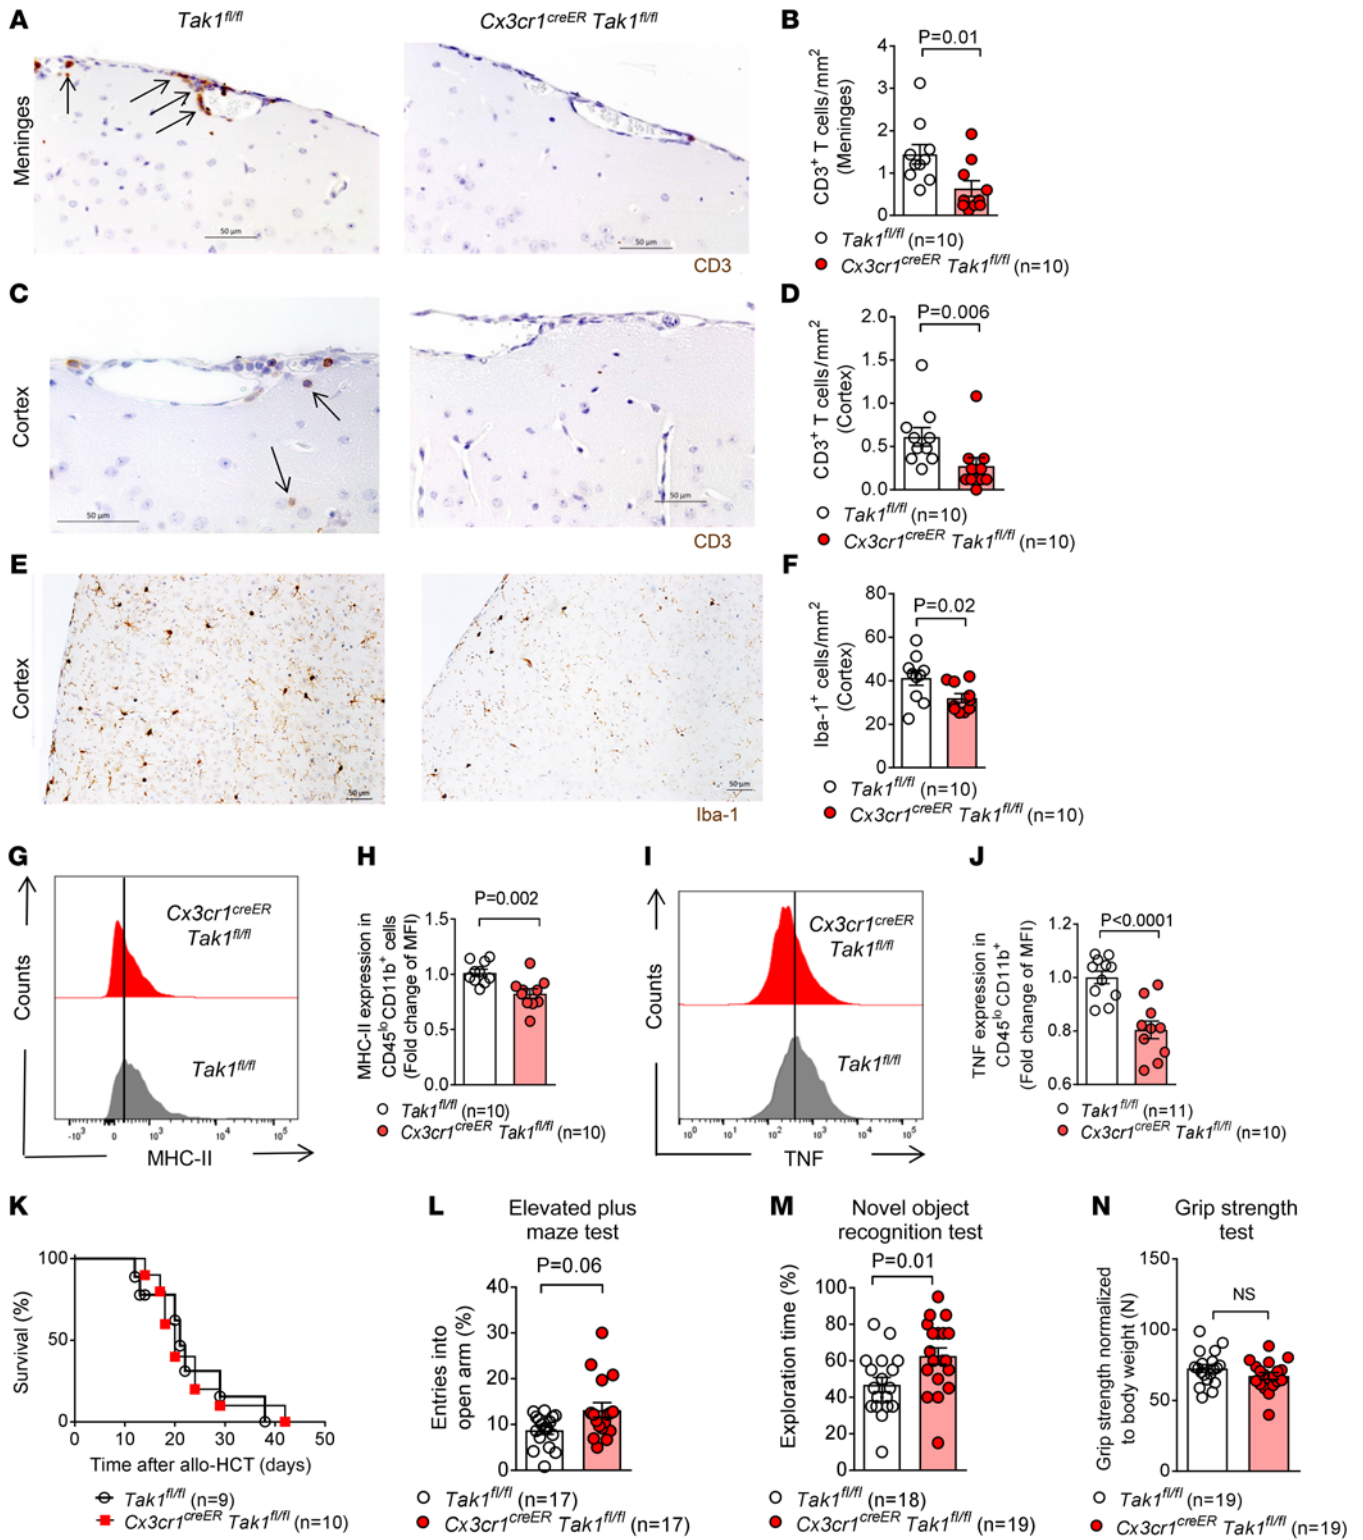 A
Tak1fl/fl
Cx3cr1creER Tak1fl/fl
Meninges
50 µm
50 µm
CD3
B
P=0.01
CD3+ T cells/mm2
(Meninges)
4
3
2
1
0
Tak1fl/fl (n=10)
Cx3cr1creER Tak1fl/fl (n=10)
C
Cortex
50 µm
50 µm
CD3
D
P=0.006
CD3+ T cells/mm2
(Cortex)
2.0
1.5
1.0
0.5
0.0
Tak1fl/fl (n=10)
Cx3cr1creER Tak1fl/fl (n=10)
E
Cortex
50 µm
50 µm
Iba-1
F
P=0.02
Iba-1+ cells/mm2
(Cortex)
80
60
40
20
0
Tak1fl/fl (n=10)
Cx3cr1creER Tak1fl/fl (n=10)
G
Counts
Cx3cr1creER
Tak1fl/fl
Tak1fl/fl
-103 0 103 104 105
MHC-II
H
P=0.002
MHC-II expression in
CD45lo CD11b+ cells
(Fold change of MFI)
1.5
1.0
0.5
0.0
Tak1fl/fl (n=10)
Cx3cr1creER Tak1fl/fl (n=10)
I
Counts
Cx3cr1creER
Tak1fl/fl
Tak1fl/fl
100 101 102 103 104 105
TNF
J
P<0.0001
TNF expression in
CD45lo CD11b+
(Fold change of MFI)
1.2
1.0
0.8
0.6
Tak1fl/fl (n=11)
Cx3cr1creER Tak1fl/fl (n=10)
K
Survival (%)
100
50
0
0 10 20 30 40 50
Time after allo-HCT (days)
Tak1fl/fl (n=9)
Cx3cr1creER Tak1fl/fl (n=10)
L
Elevated plus
maze test
P=0.06
Entries into
open arm (%)
40
30
20
10
0
Tak1fl/fl (n=17)
Cx3cr1creER Tak1fl/fl (n=17)
M
Novel object
recognition test
P=0.01
Exploration time (%)
100
80
60
40
20
0
Tak1fl/fl (n=18)
Cx3cr1creER Tak1fl/fl (n=19)
N
Grip strength
test
NS
Grip strength normalized
to body weight (N)
150
100
50
0
Tak1fl/fl (n=19)
Cx3cr1creER Tak1fl/fl (n=19)